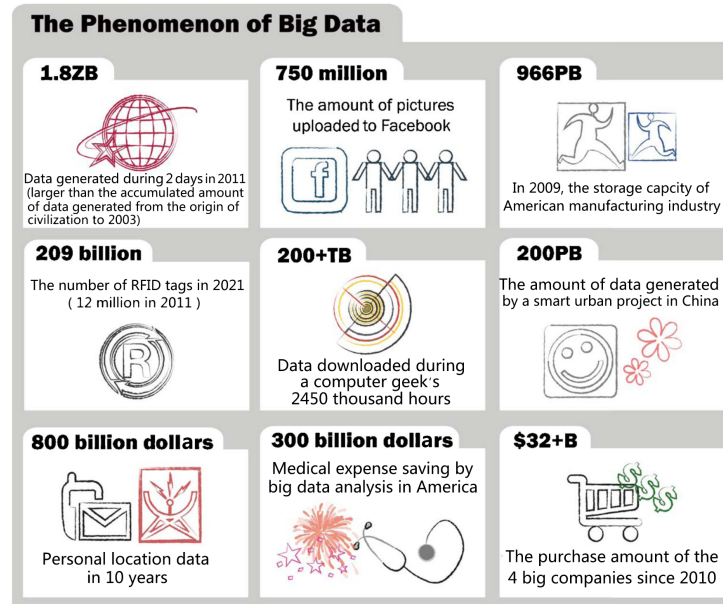 The Phenomenon of Big Data
1.8ZB
Data generated during 2 days in 2011
(larger than the accumulated amount
of data generated from the origin of
civilization to 2003)
750 million
The amount of pictures
uploaded to Facebook
f
966PB
In 2009, the storage capcity of
American manufacturing industry
209 billion
The number of RFID tags in 2021
( 12 million in 2011 )
R
200+TB
Data downloaded during
a computer geek's
2450 thousand hours
200PB
The amount of data generated
by a smart urban project in China
800 billion dollars
Personal location data
in 10 years
300 billion dollars
Medical expense saving by
big data analysis in America
$32+B
$$$
The purchase amount of the
4 big companies since 2010